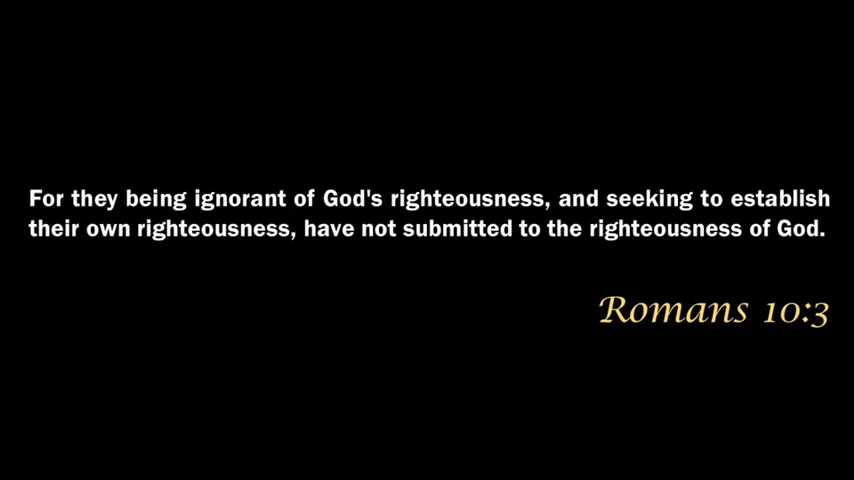 For they being ignorant of God's righteousness, and seeking to establish
their own righteousness, have not submitted to the righteousness of God.
Romans 10:3